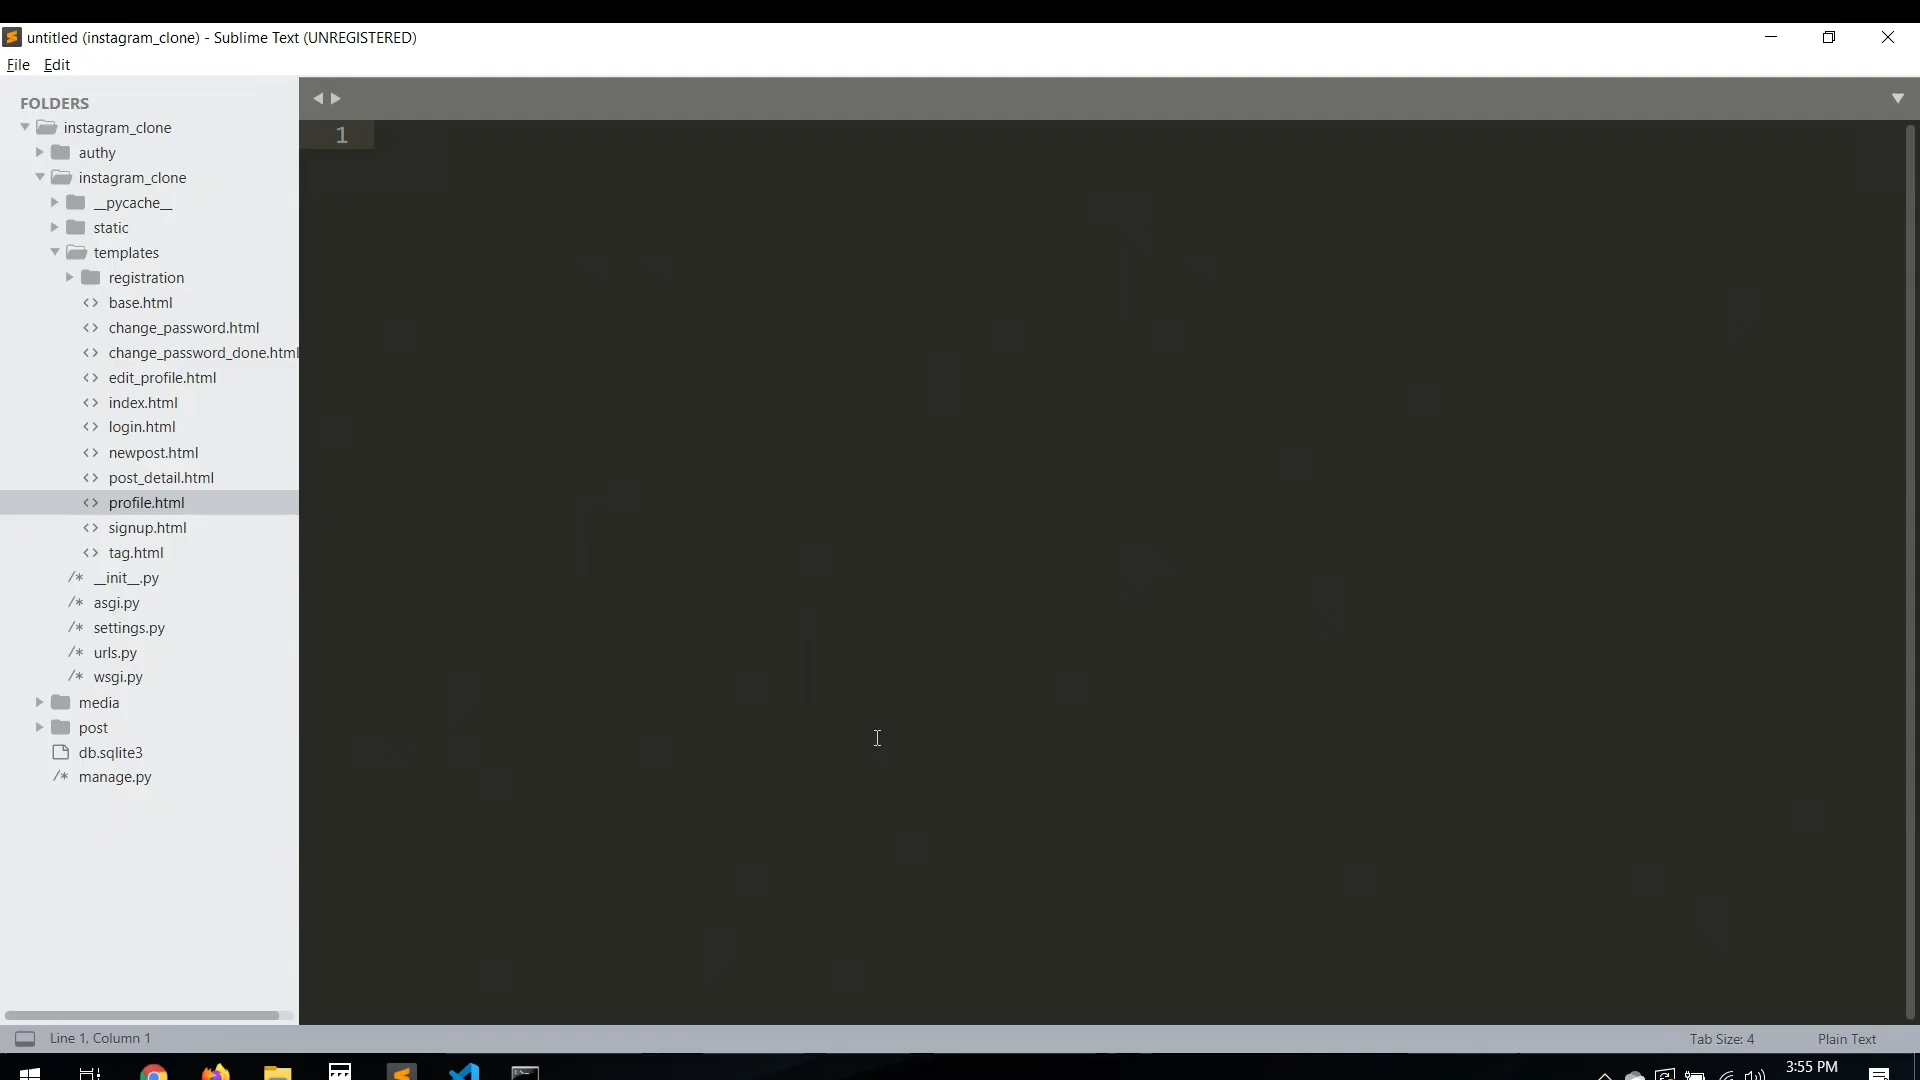 untitled (instagram_clone) - Sublime Text (UNREGISTERED)
File Edit
FOLDERS
instagram_clone
authy
instagram_clone
__pycache__
static
templates
registration
base.html
change_password.html
change_password_done.html
edit_profile.html
index.html
login.html
newpost.html
post_detail.html
profile.html
signup.html
tag.html
/* __init__.py
/* asgi.py
/* settings.py
/* urls.py
/* wsgi.py
media
post
db.sqlite3
/* manage.py
1
Line 1, Column 1
Tab Size: 4
Plain Text
3:55 PM